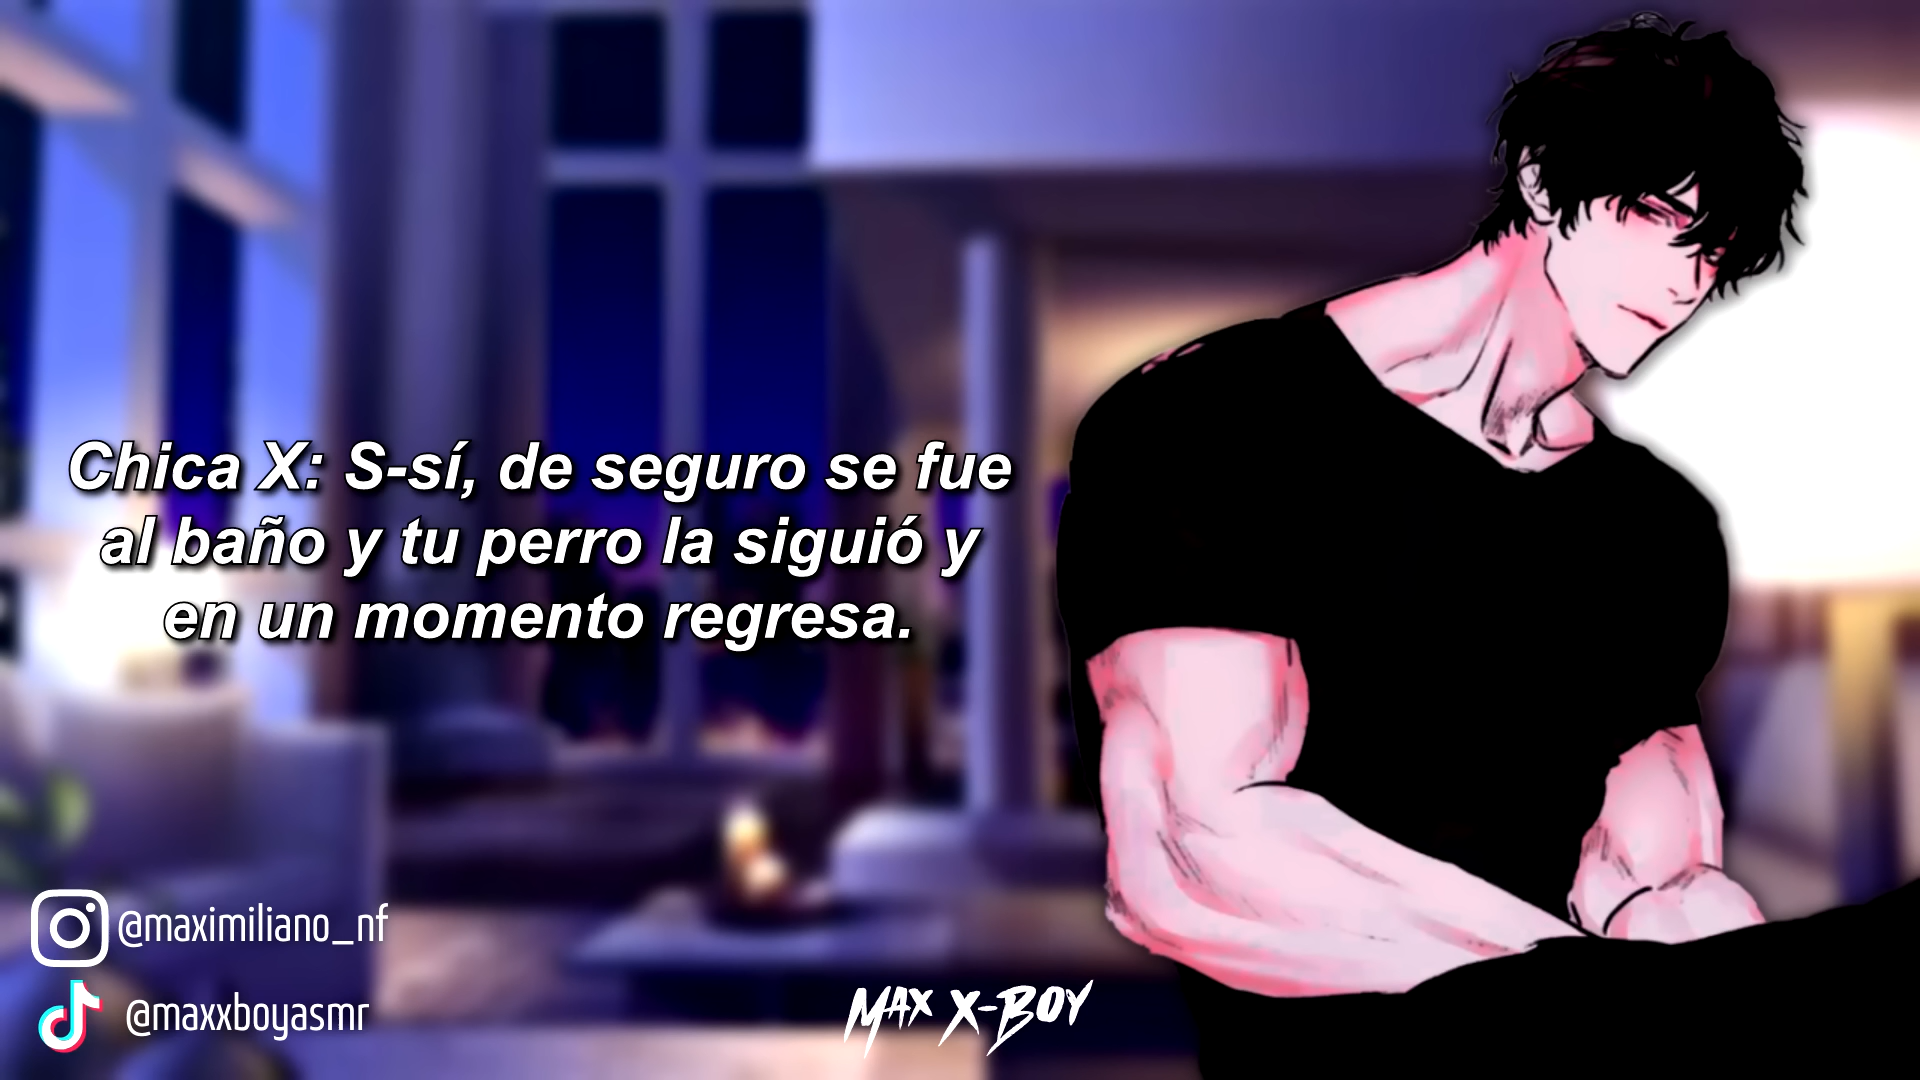 Chica X: S-sí, de seguro se fue
al baño y tu perro la siguió y
en un momento regresa.
@maximiliano_nf
@maxxboyasmr
MAX X-BOY